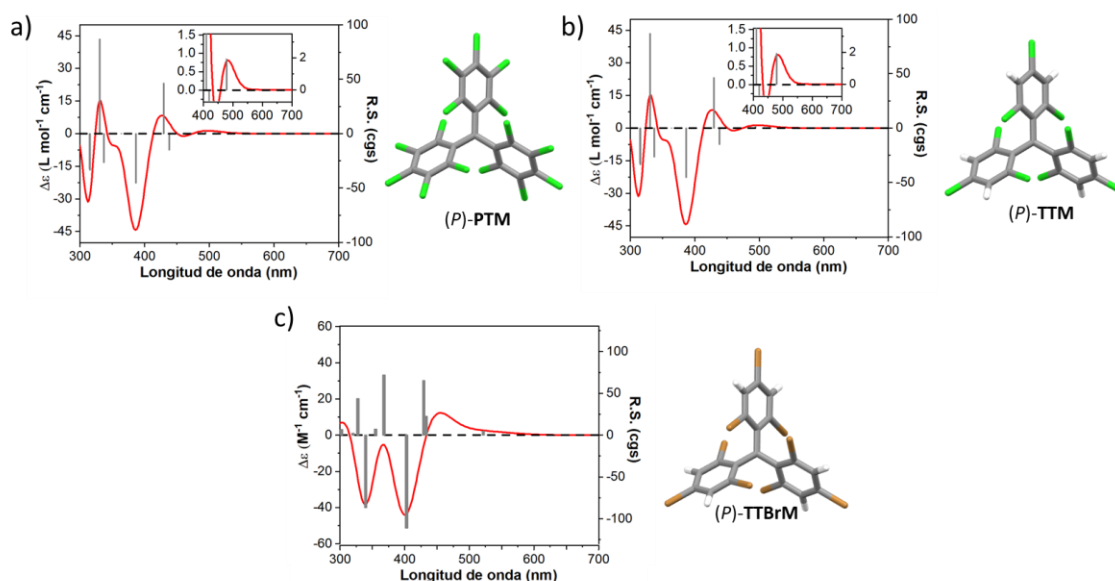 a)
45
30
15
0
-15
-30
-45
Δε (L mol⁻¹ cm⁻¹)
1.5
1.0
0.5
0.0
2
0
400 500 600 700
100
50
0
-50
-100
R.S. (cgs)
300 400 500 600 700
Longitud de onda (nm)
(P)-PTM
b)
45
30
15
0
-15
-30
-45
Δε (L mol⁻¹ cm⁻¹)
1.5
1.0
0.5
0.0
2
0
400 500 600 700
100
50
0
-50
-100
R.S. (cgs)
300 400 500 600 700
Longitud de onda (nm)
(P)-TTM
c)
60
40
20
0
-20
-40
-60
Δε (M⁻¹ cm⁻¹)
100
50
0
-50
-100
R.S. (cgs)
300 400 500 600 700
Longitud de onda (nm)
(P)-TTBrM